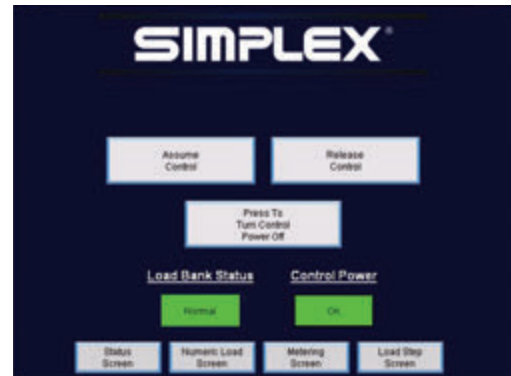 SIMPLEX®
Assume
Control
Release
Control
Press To
Turn Control
Power Off
Load Bank Status
Control Power
Normal
Status
Screen
Numeric Load
Screen
Metering
Screen
Load Step
Screen